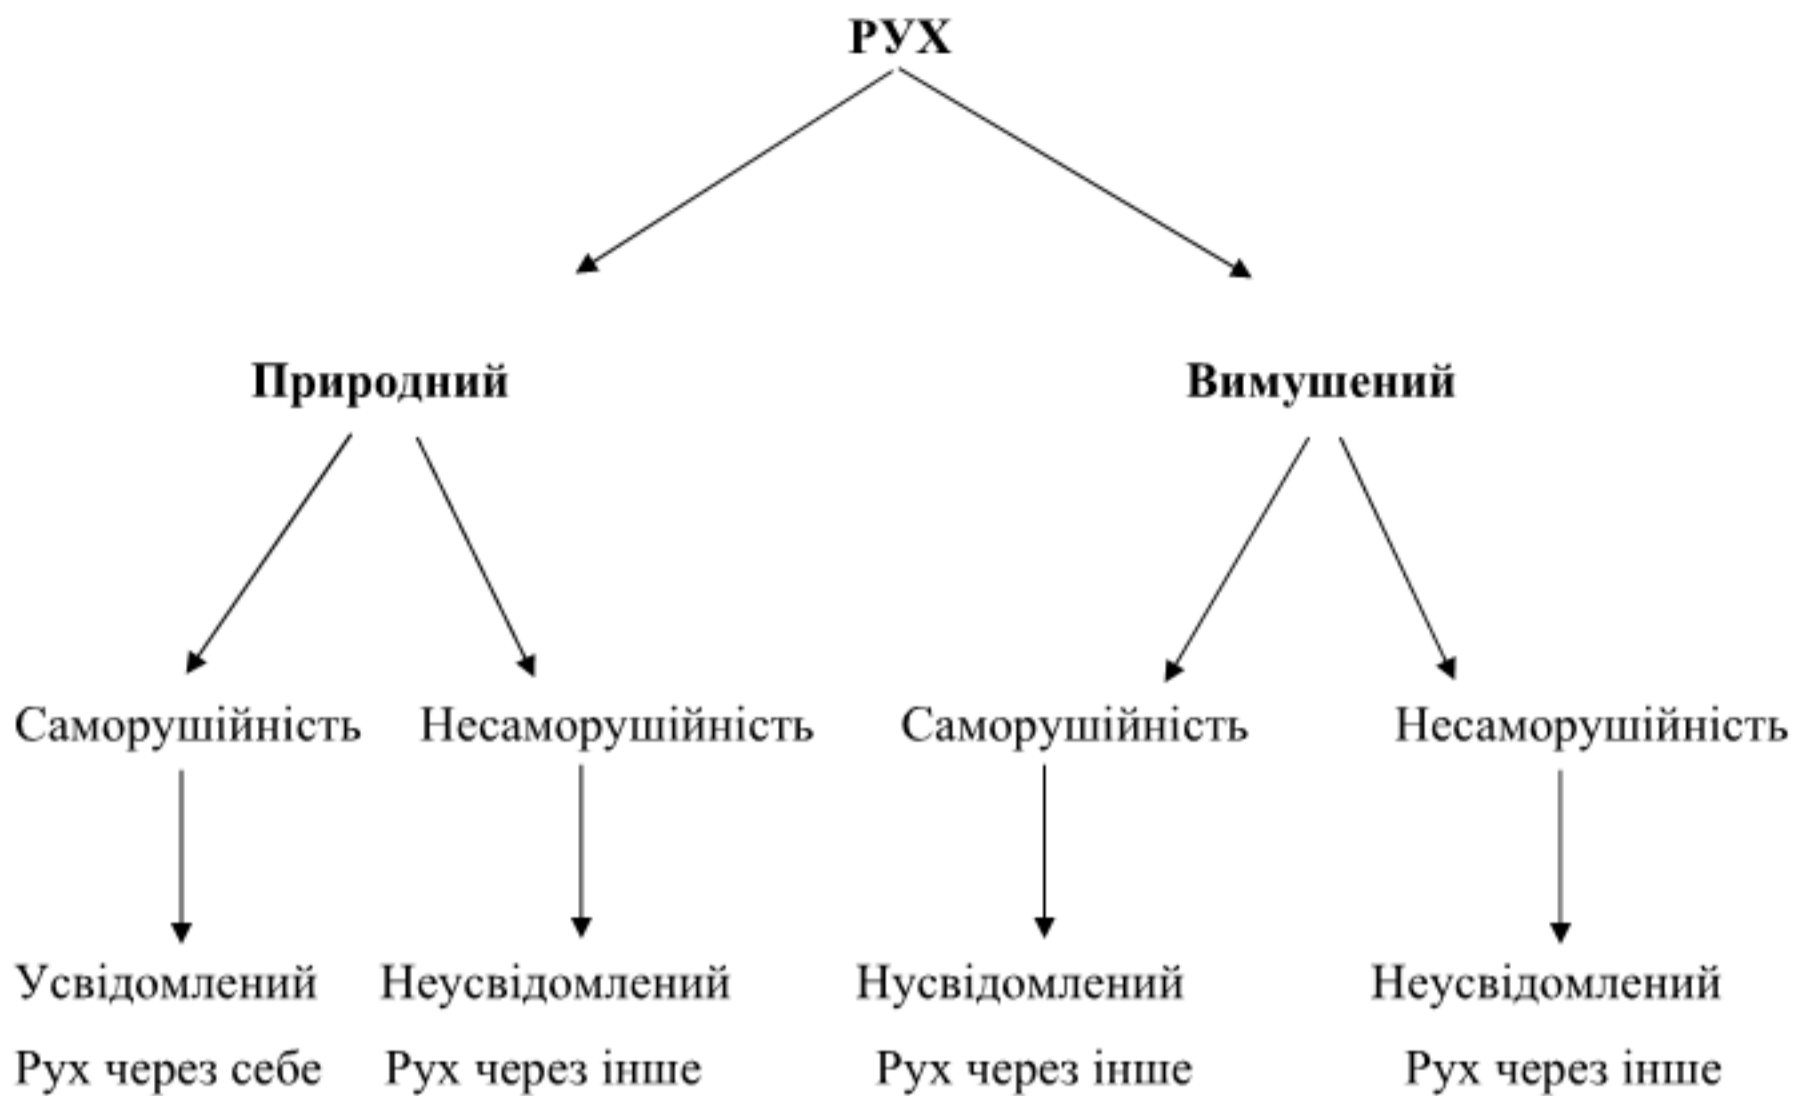 РУХ
Природний Вимушений
Саморушійність Несаморушійність Саморушійність Несаморушійність
Усвідомлений Неусвідомлений Нусвідомлений Неусвідомлений
Рух через себе Рух через інше Рух через інше Рух через інше